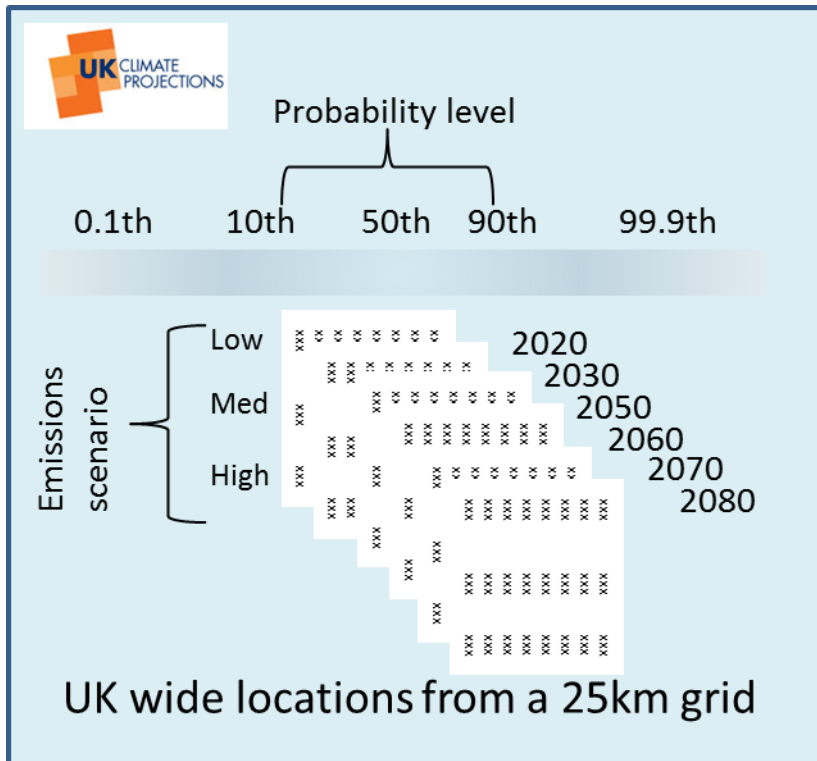 UK CLIMATE
PROJECTIONS
Probability level
0.1th 10th 50th 90th 99.9th
Emissions
scenario
Low
Med
High
2020
2030
2050
2060
2070
2080
UK wide locations from a 25km grid